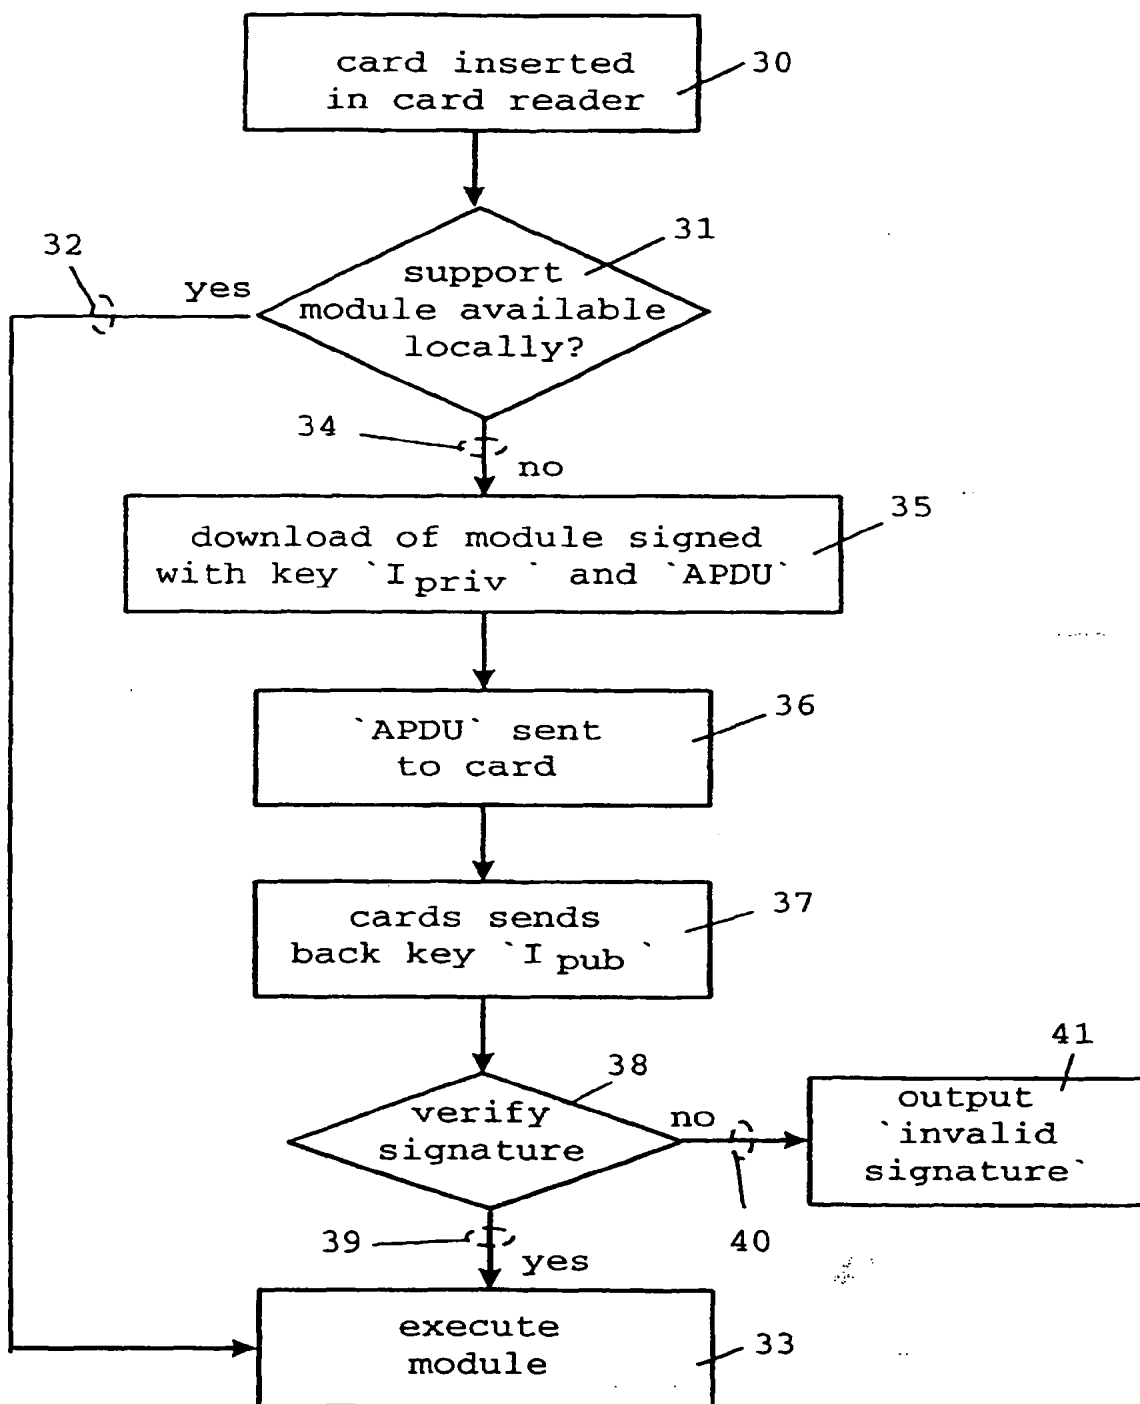 card inserted
in card reader
30
31
32
yes
support
module available
locally?
34
no
35
download of module signed
with key `I priv ` and `APDU`
36
`APDU` sent
to card
37
cards sends
back key `I pub `
38
41
verify
signature
no
output
`invalid
signature`
39
yes
40
execute
module
33